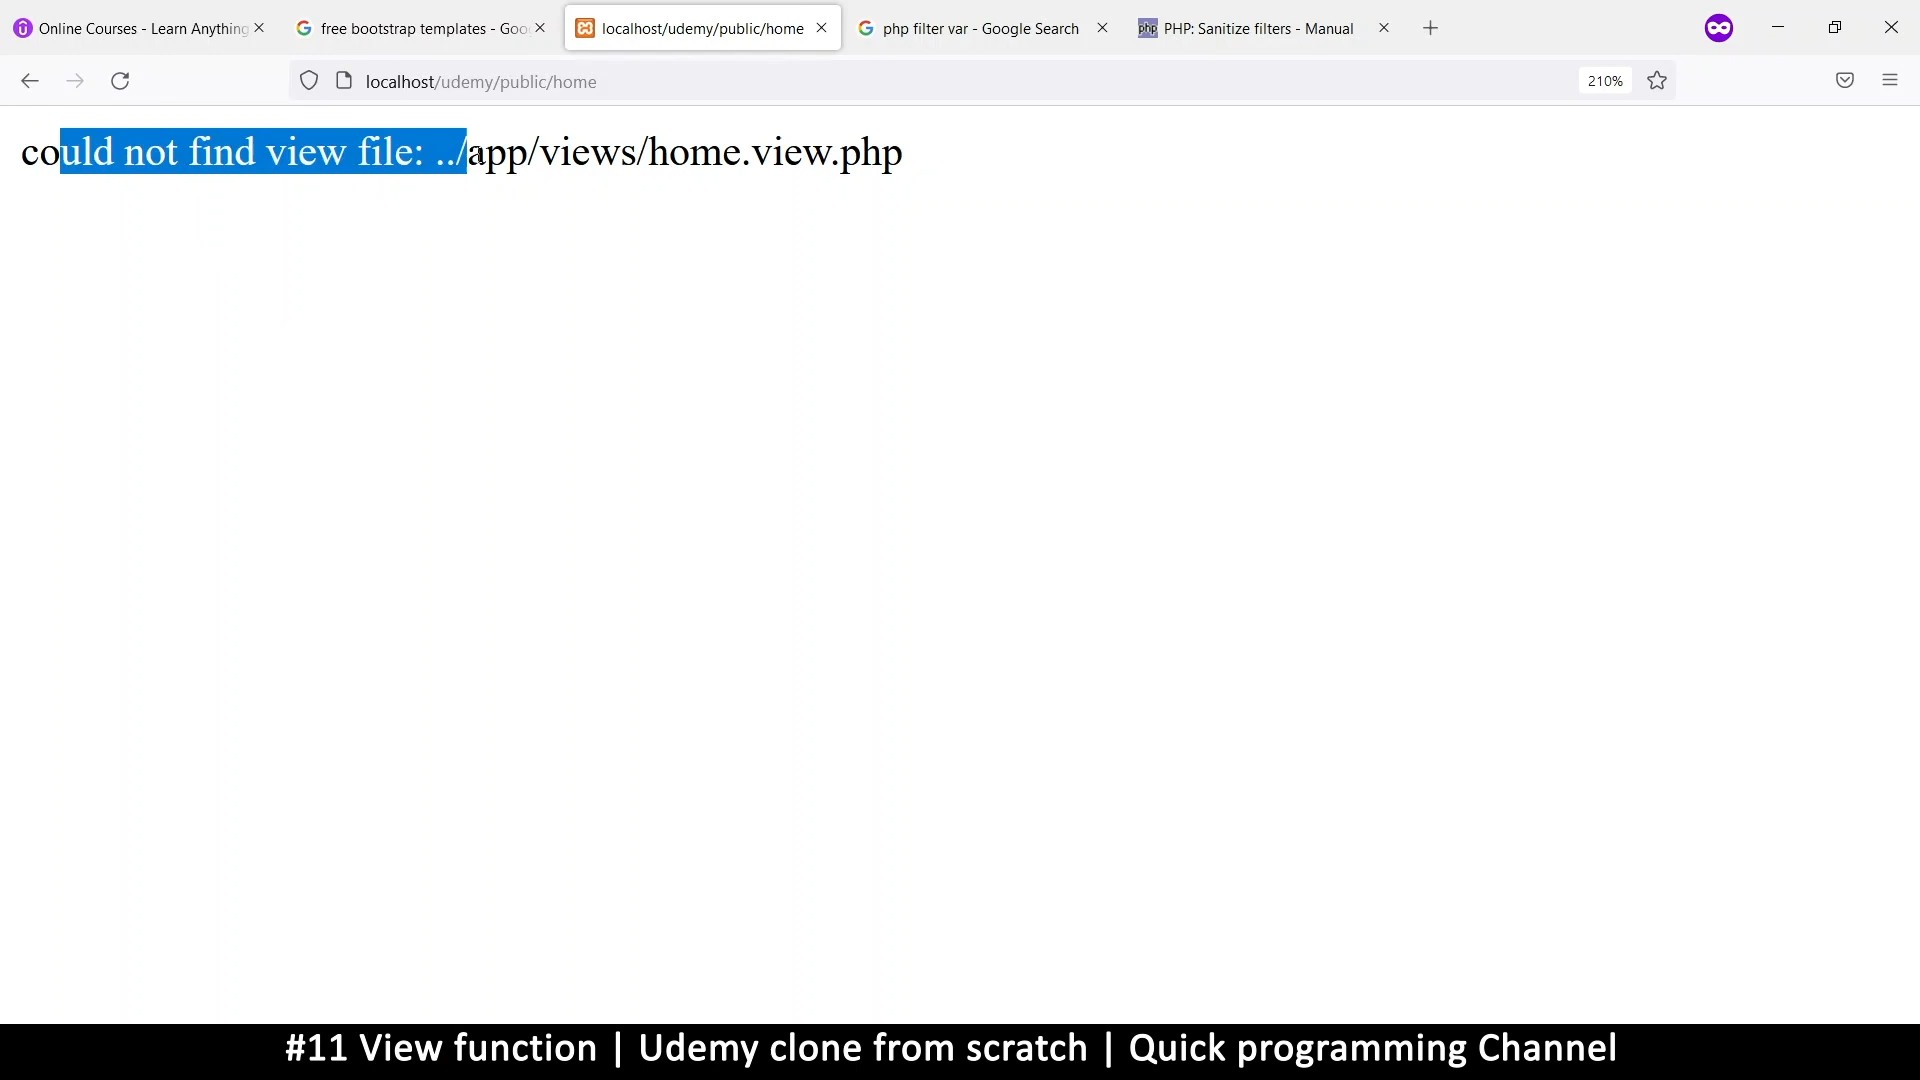 Online Courses - Learn Anything
free bootstrap templates - Goo
localhost/udemy/public/home
php filter var - Google Search
php PHP: Sanitize filters - Manual
localhost/udemy/public/home
210%
could not find view file: ../app/views/home.view.php
#11 View function | Udemy clone from scratch | Quick programming Channel